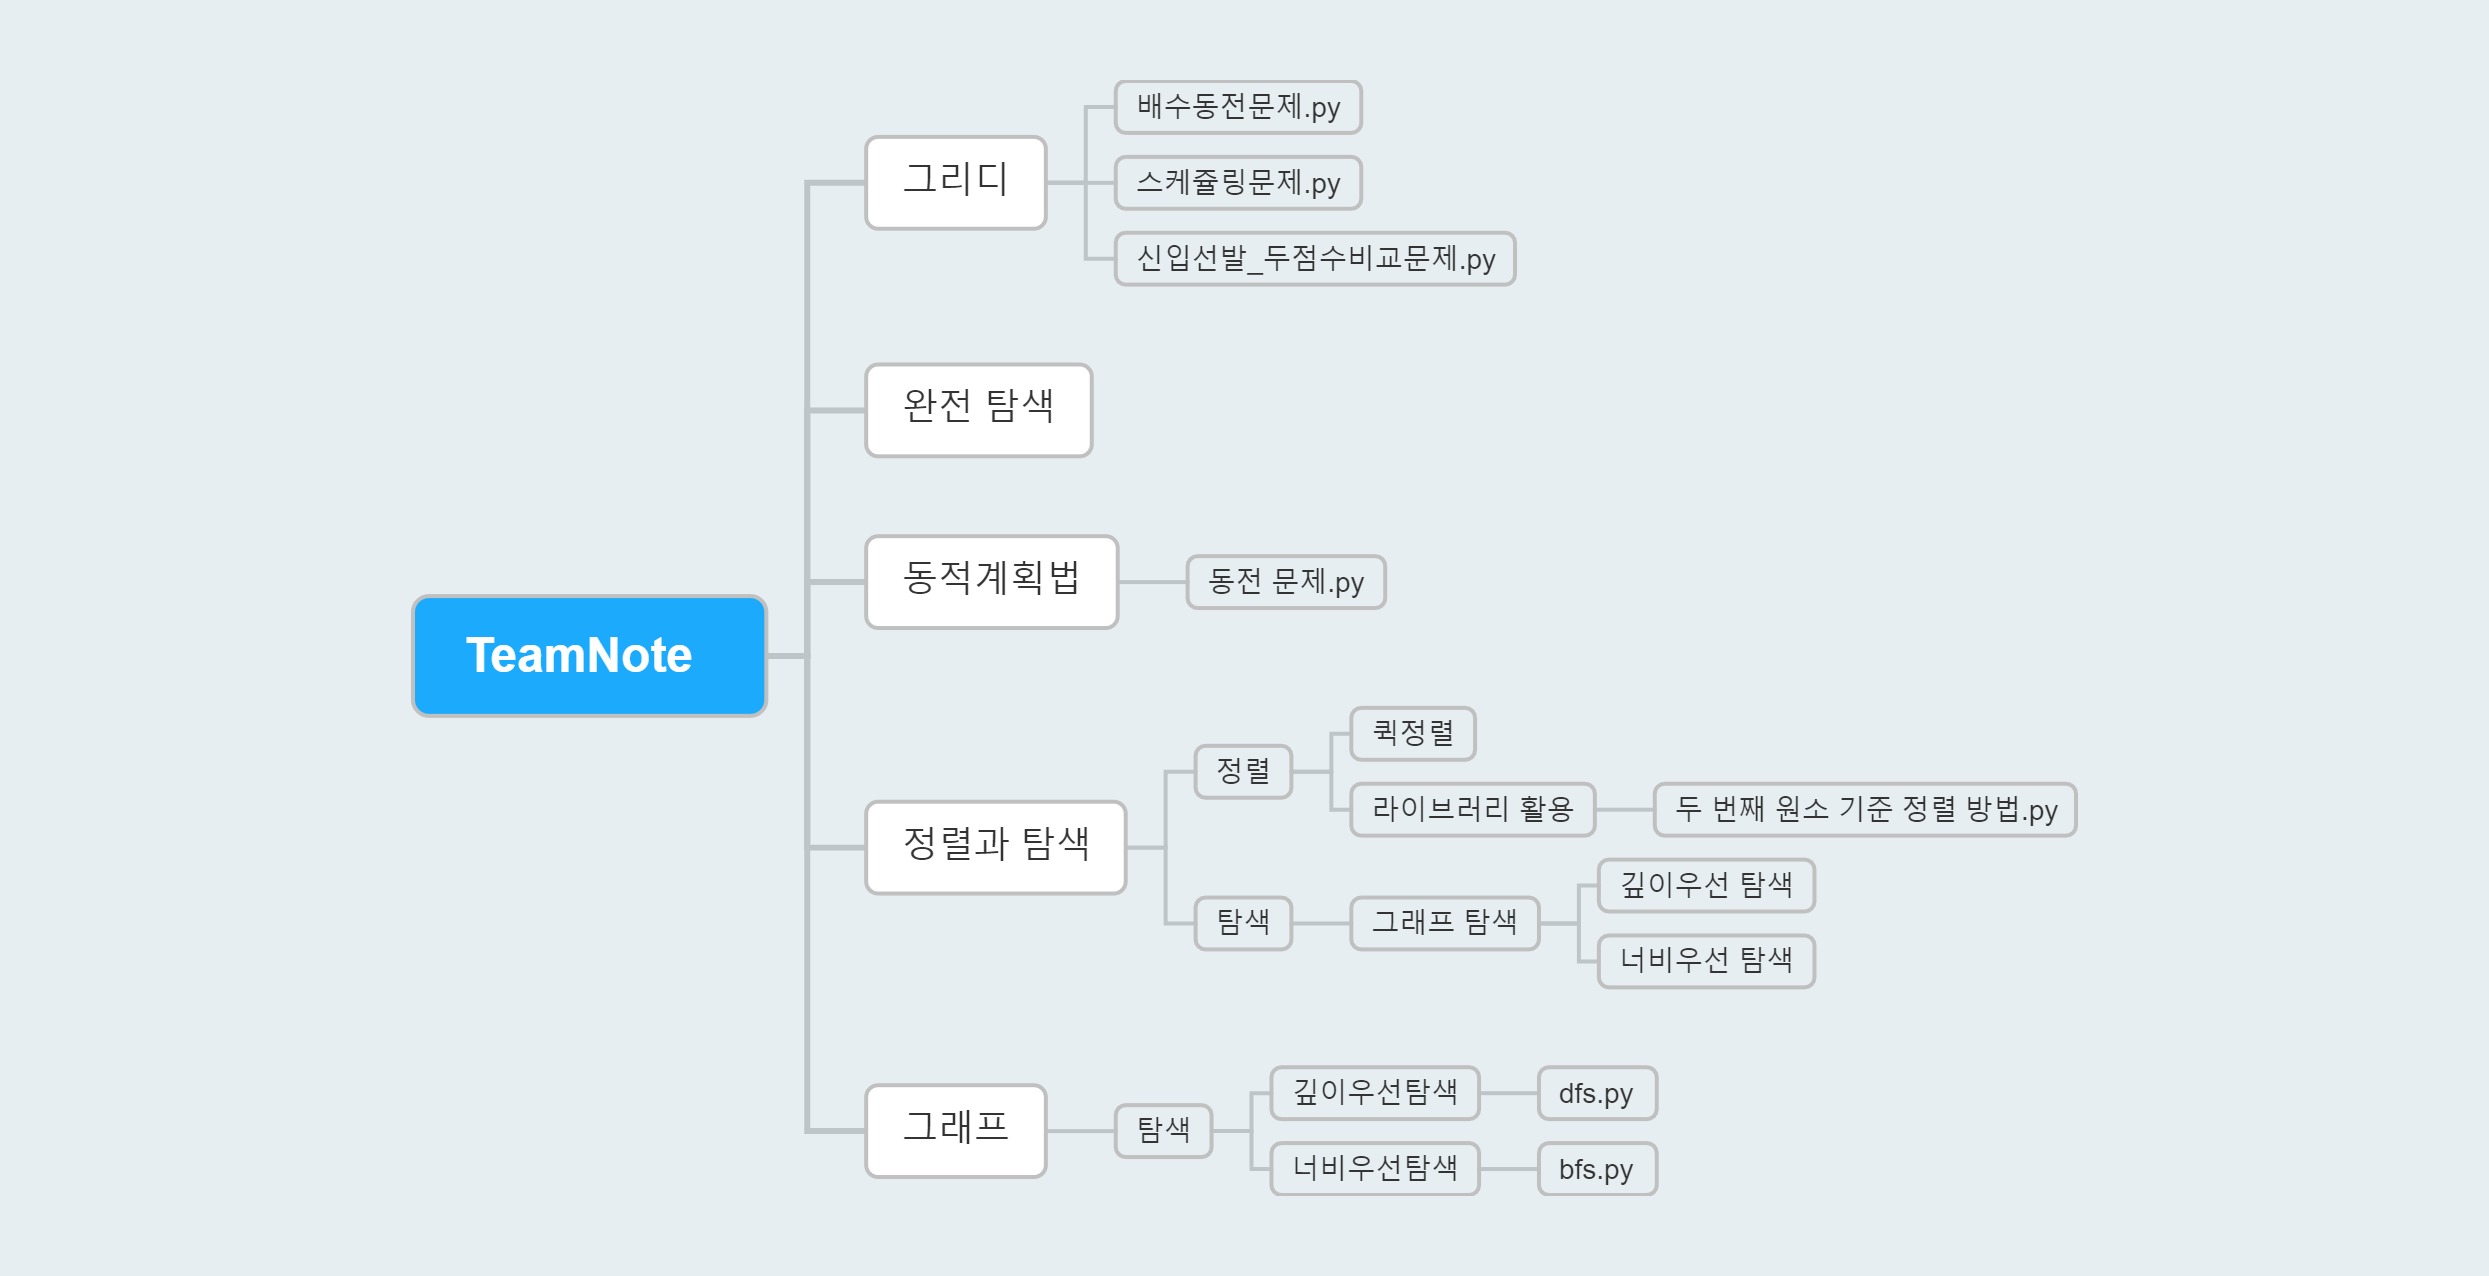 배수동전문제.py
스케쥴링문제.py
신입선발_두점수비교문제.py
그리디
완전 탐색
동적계획법
동전 문제.py
TeamNote
정렬과 탐색
정렬
퀵정렬
라이브러리 활용
두 번째 원소 기준 정렬 방법.py
탐색
그래프 탐색
깊이우선 탐색
너비우선 탐색
그래프
탐색
깊이우선탐색
dfs.py
너비우선탐색
bfs.py